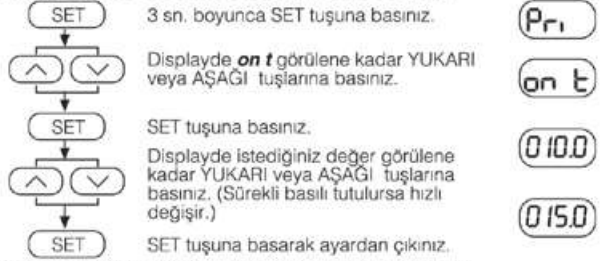 SET
3 sn. boyunca SET tuşuna basınız.
Pri
Displayde on t görülene kadar YUKARI
veya AŞAĞI tuşlarına basınız.
on t
SET
SET tuşuna basınız.
010.0
Displayde istediğiniz değer görülene
kadar YUKARI veya AŞAĞI tuşlarına
basınız. (Sürekli basılı tutulursa hızlı
değişir.)
015.0
SET
SET tuşuna basarak ayardan çıkınız.